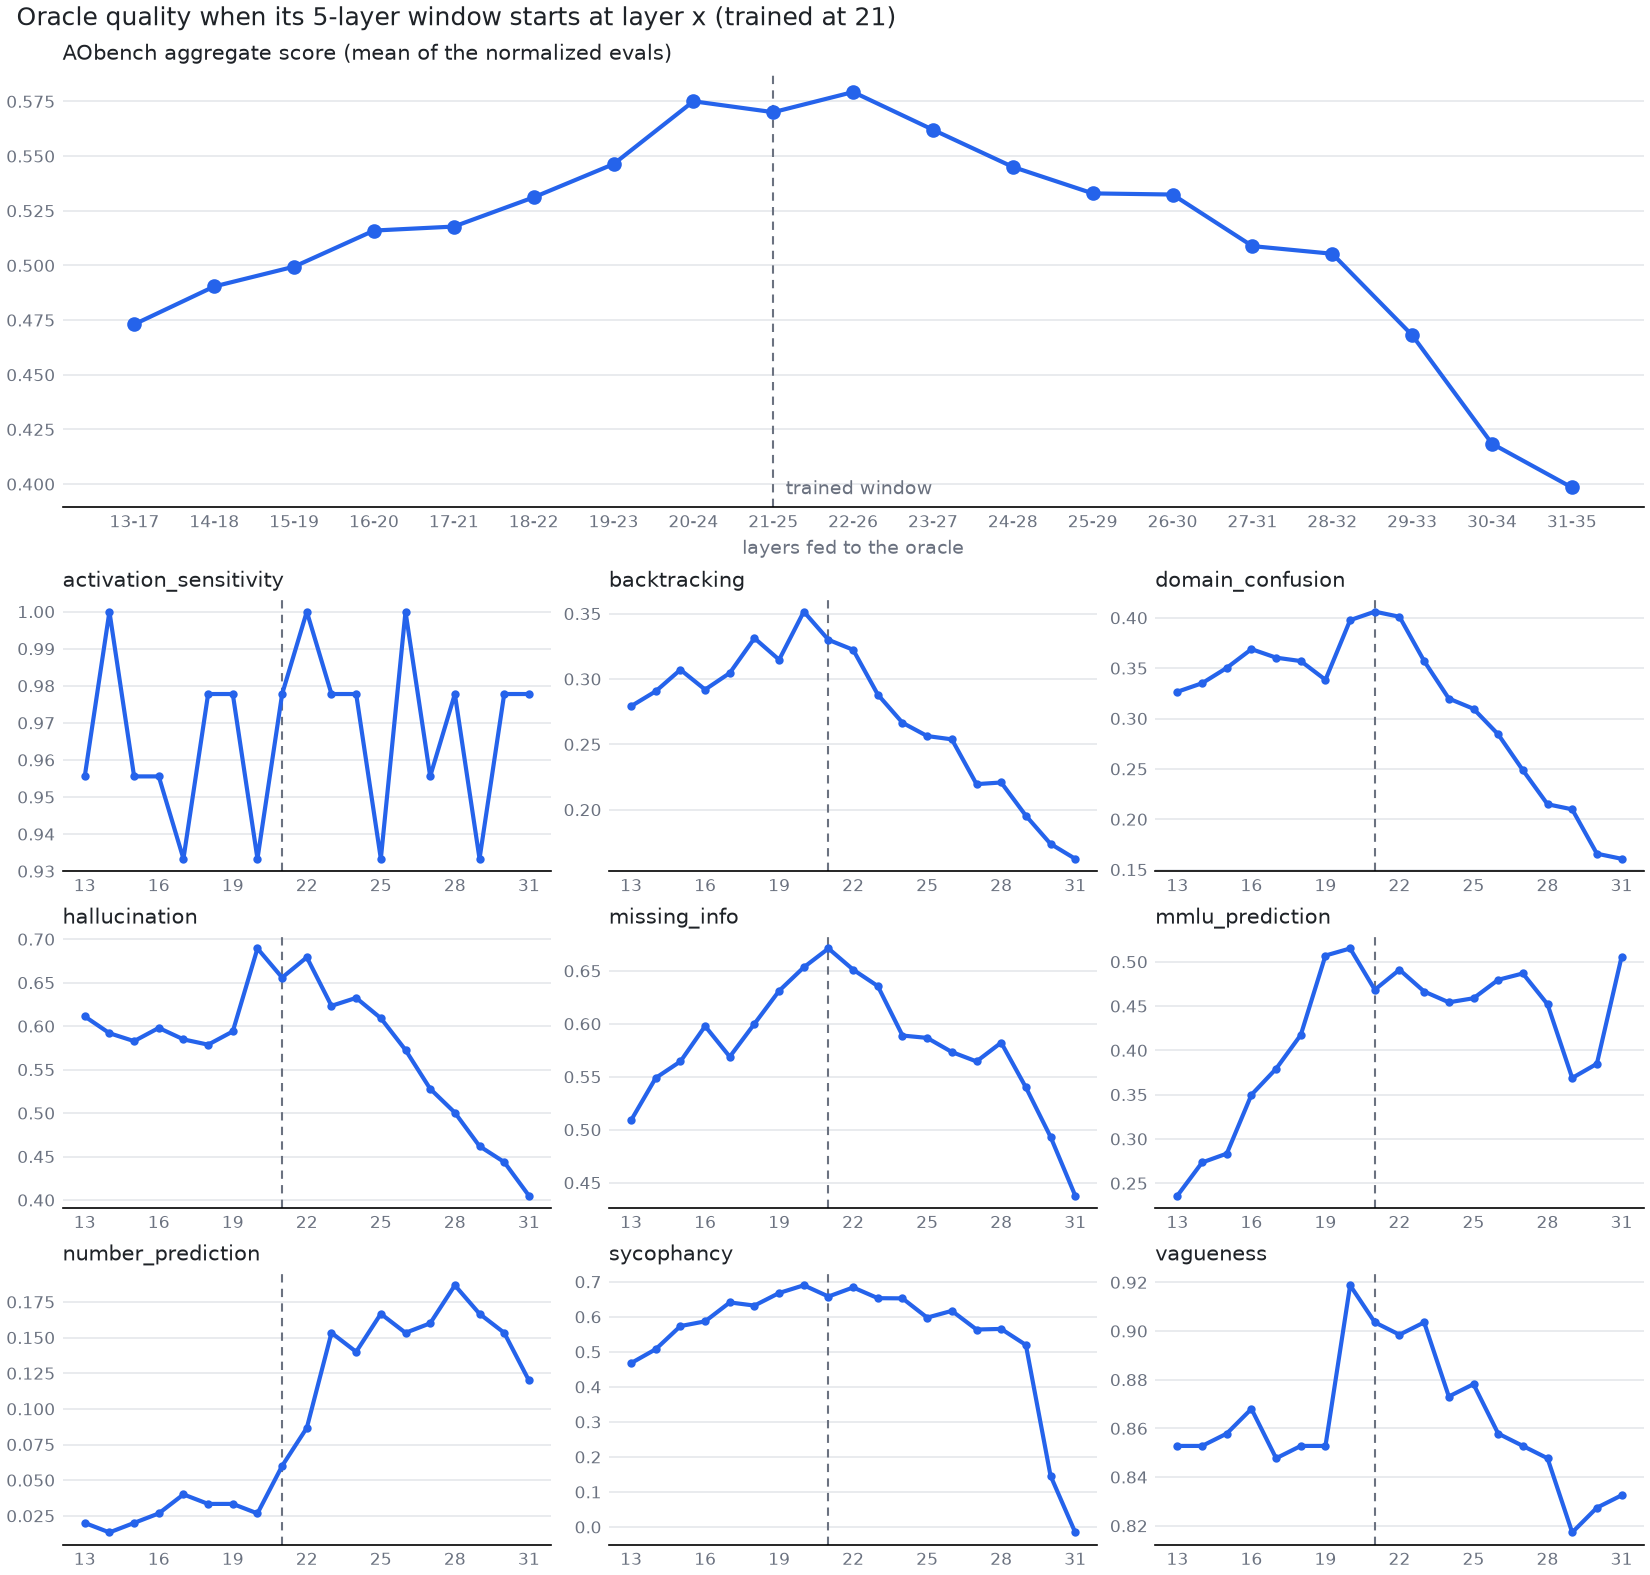 Oracle quality when its 5-layer window starts at layer x (trained at 21)
AObench aggregate score (mean of the normalized evals)
0.575
0.550
0.525
0.500
0.475
0.450
0.425
0.400
trained window
13-17 14-18 15-19 16-20 17-21 18-22 19-23 20-24 21-25 22-26 23-27 24-28 25-29 26-30 27-31 28-32 29-33 30-34 31-35
layers fed to the oracle
activation_sensitivity
1.00
0.99
0.98
0.97
0.96
0.95
0.94
0.93
13 16 19 22 25 28 31
backtracking
0.35
0.30
0.25
0.20
13 16 19 22 25 28 31
domain_confusion
0.40
0.35
0.30
0.25
0.20
0.15
13 16 19 22 25 28 31
hallucination
0.70
0.65
0.60
0.55
0.50
0.45
0.40
13 16 19 22 25 28 31
missing_info
0.65
0.60
0.55
0.50
0.45
13 16 19 22 25 28 31
mmlu_prediction
0.50
0.45
0.40
0.35
0.30
0.25
13 16 19 22 25 28 31
number_prediction
0.175
0.150
0.125
0.100
0.075
0.050
0.025
13 16 19 22 25 28 31
sycophancy
0.7
0.6
0.5
0.4
0.3
0.2
0.1
0.0
13 16 19 22 25 28 31
vagueness
0.92
0.90
0.88
0.86
0.84
0.82
13 16 19 22 25 28 31